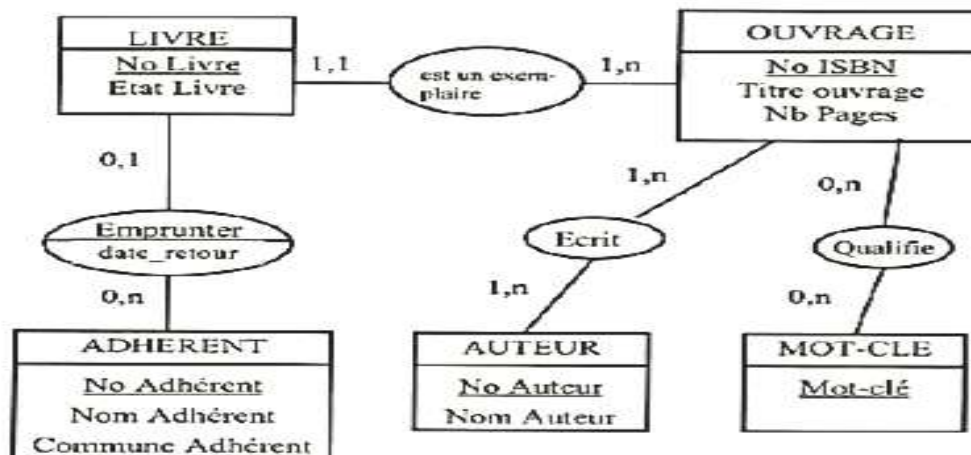 LIVRE
No Livre
Etat Livre
1,1
est un exem-
plaire
1,n
OUVRAGE
No ISBN
Titre ouvrage
Nb Pages
0,1
1,n
0,n
Emprunter
date_retour
Ecrit
Qualifie
0,n
1,n
0,n
ADHERENT
No Adhérent
Nom Adhérent
Commune Adhérent
AUTEUR
No Auteur
Nom Auteur
MOT-CLE
Mot-clé